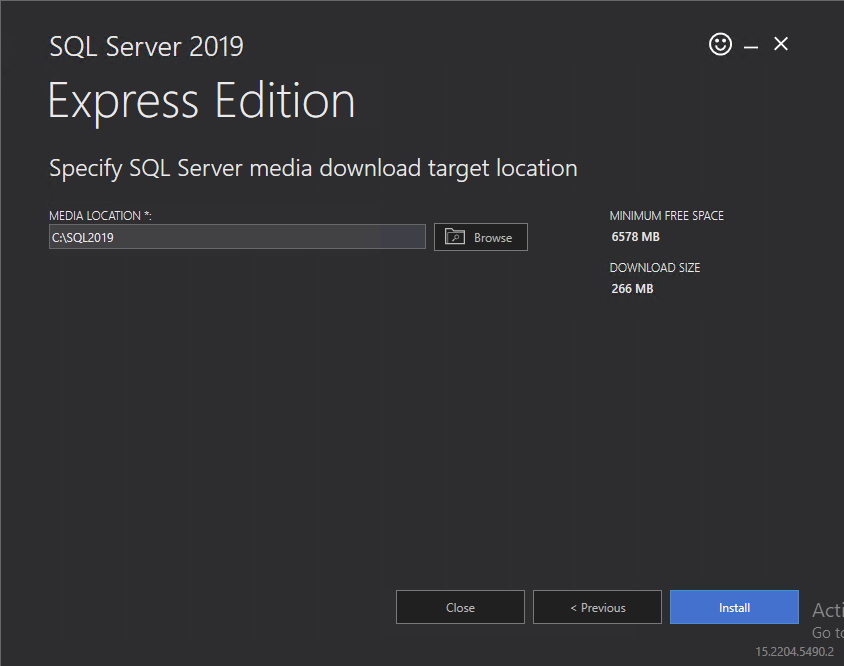 SQL Server 2019
Express Edition
Specify SQL Server media download target location
MEDIA LOCATION *:
C:\SQL2019
Browse
MINIMUM FREE SPACE
6578 MB
DOWNLOAD SIZE
266 MB
Close
< Previous
Install
Acti
Go to
15.2204.5490.2